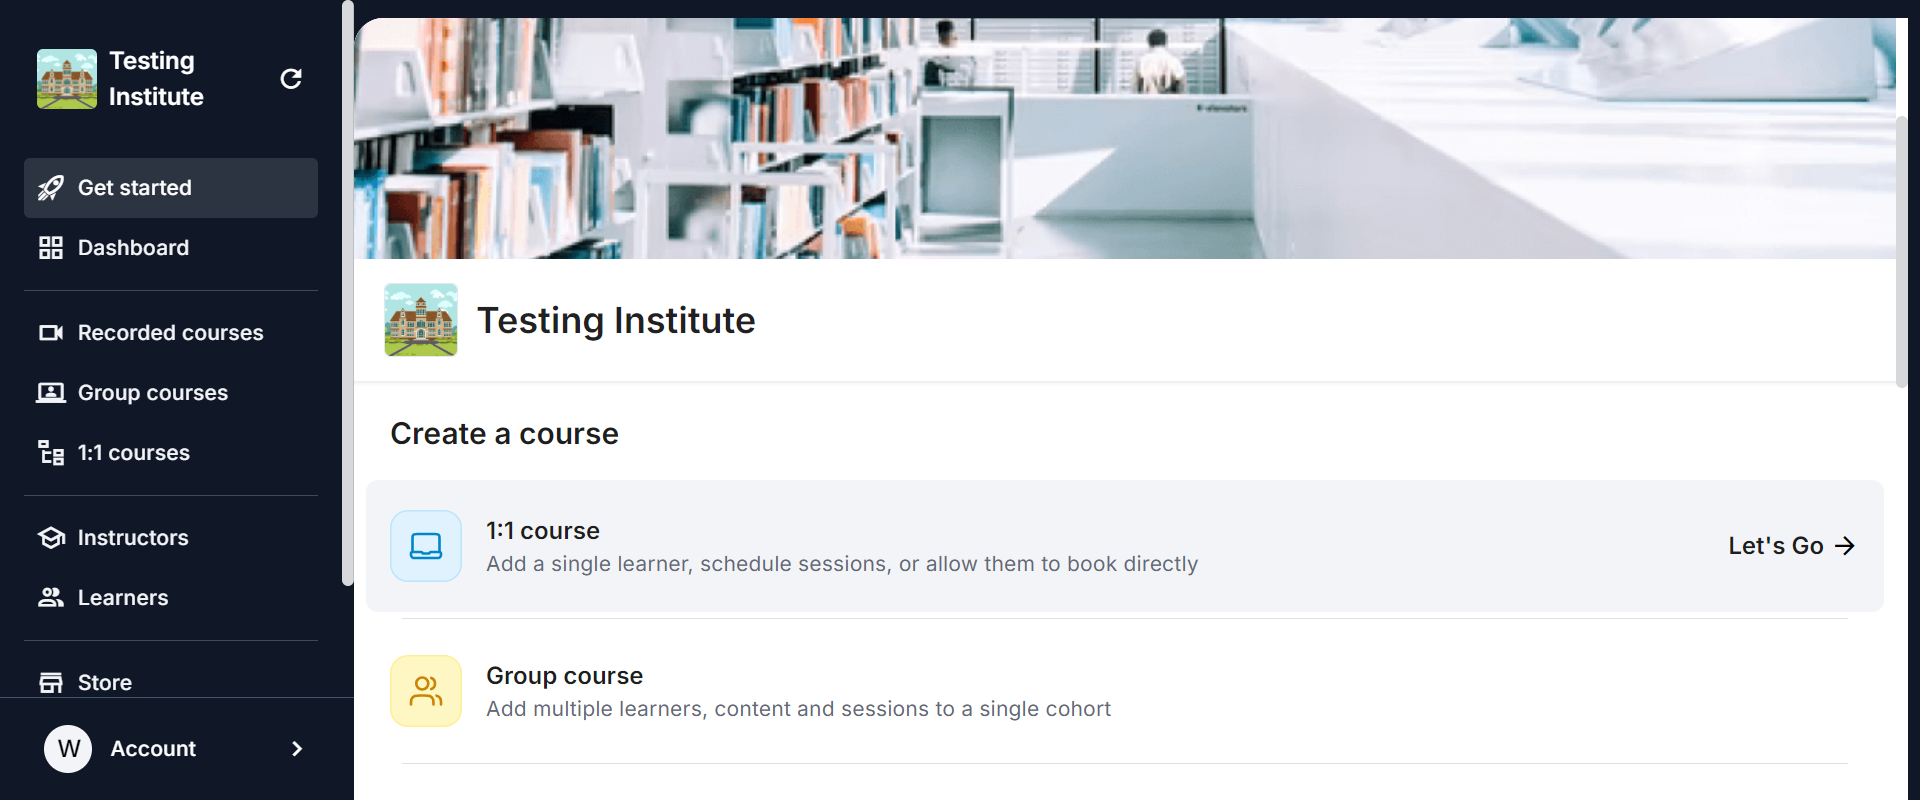 Testing
Institute
Get started
Dashboard
Recorded courses
Group courses
1:1 courses
Instructors
Learners
Store
W
Account
Testing Institute
Create a course
1:1 course
Add a single learner, schedule sessions, or allow them to book directly
Let's Go
Group course
Add multiple learners, content and sessions to a single cohort